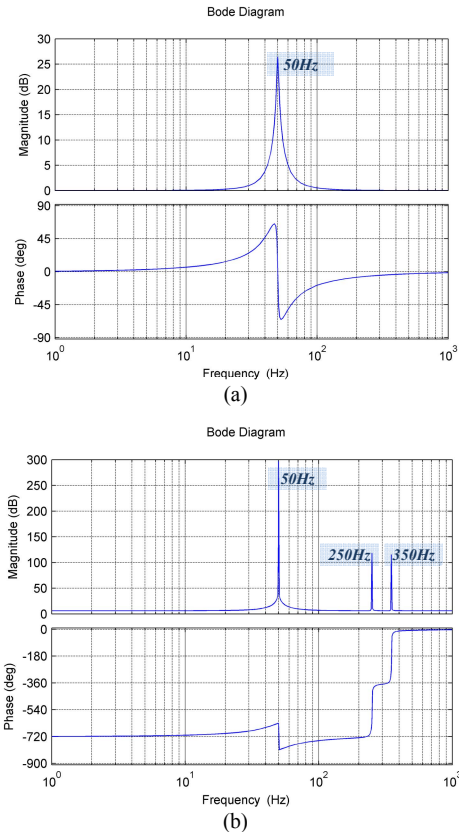 Bode Diagram
30
25
20
15
10
5
0
Magnitude (dB)
50Hz
90
45
0
-45
-90
Phase (deg)
10^0 10^1 10^2 10^3
Frequency (Hz)
(a)
Bode Diagram
300
250
200
150
100
50
0
Magnitude (dB)
50Hz
250Hz 350Hz
0
-180
-360
-540
-720
-900
Phase (deg)
10^0 10^1 10^2 10^3
Frequency (Hz)
(b)